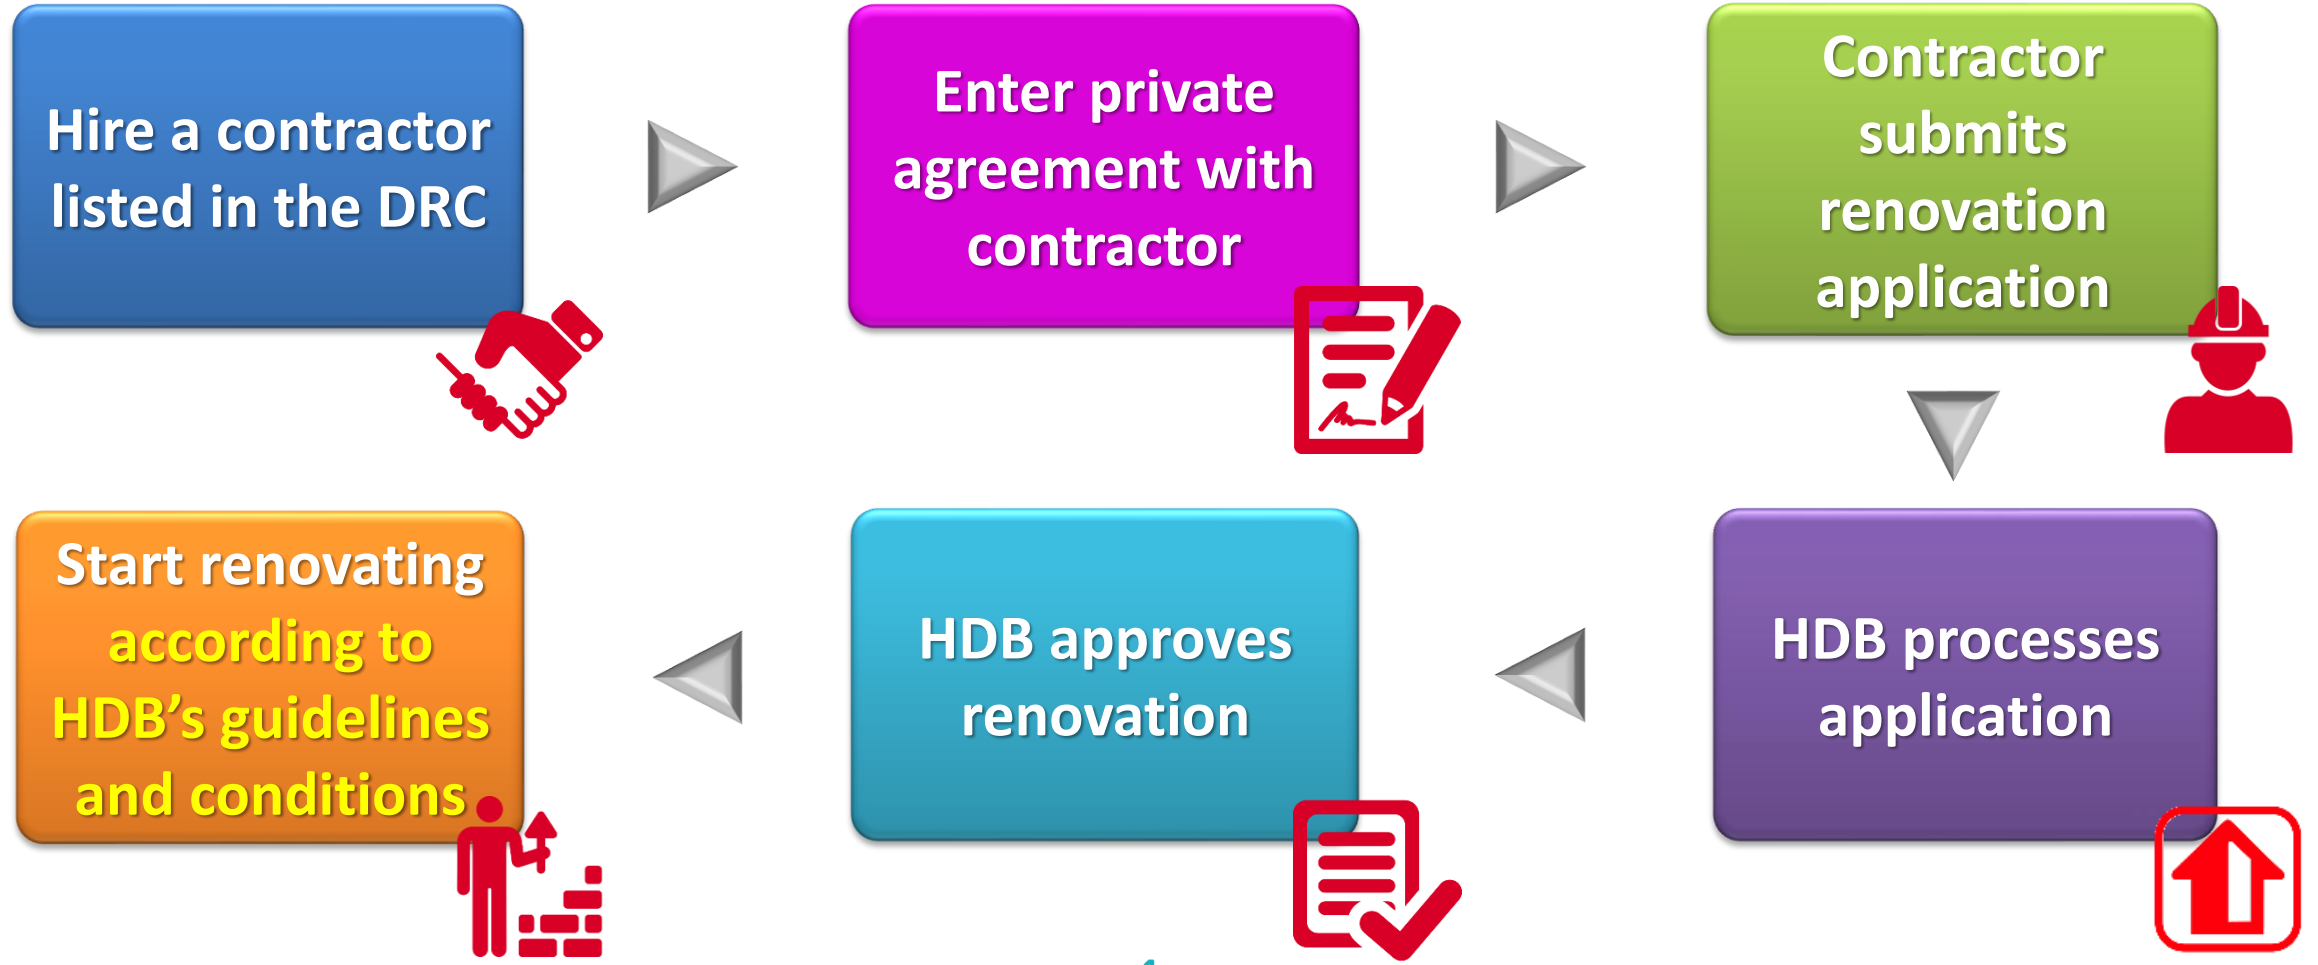 Hire a contractor
listed in the DRC
Enter private
agreement with
contractor
Contractor
submits
renovation
application
HDB processes
application
HDB approves
renovation
Start renovating
according to
HDB’s guidelines
and conditions